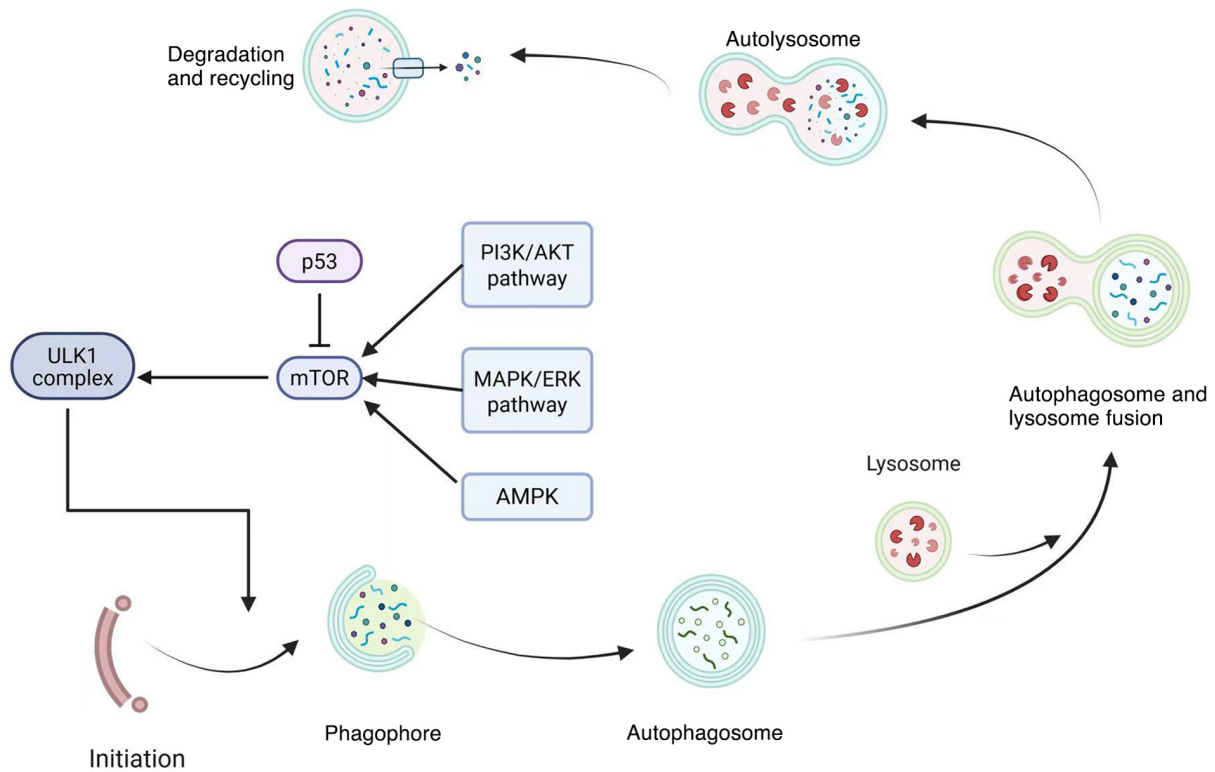 Degradation
and recycling
Autolysosome
p53
PI3K/AKT
pathway
ULK1
complex
mTOR
MAPK/ERK
pathway
AMPK
Autophagosome and
lysosome fusion
Lysosome
Initiation
Phagophore
Autophagosome